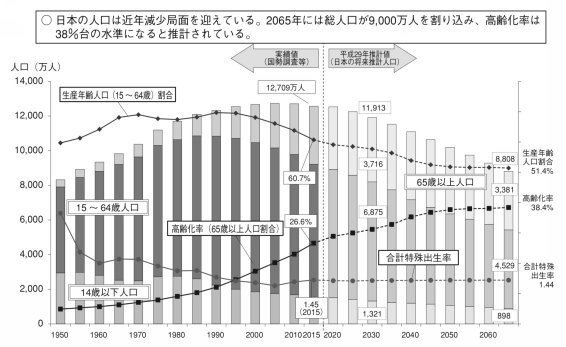 ○ 日本の人口は近年減少局面を迎えている。2065年には総人口が9,000万人を割り込み、高齢化率は
38%台の水準になると推計されている。
実績値
(国勢調査等)
平成29年推計値
(日本の将来推計人口)
人口（万人）
14,000
12,000
10,000
8,000
6,000
4,000
2,000
0
生産年齢人口（15～64歳）割合
12,709万人
11,913
60.7%
3,716
65歳以上人口
8,808
生産年齢
人口割合
51.4%
3,381
高齢化率
38.4%
15～64歳人口
高齢化率（65歳以上人口割合）
26.6%
6,875
合計特殊出生率
合計特殊
出生率
1.44
4,529
14歳以下人口
1.45
(2015)
1,321
898
1950
1960
1970
1980
1990
2000
2010
2015
2020
2030
2040
2050
2060